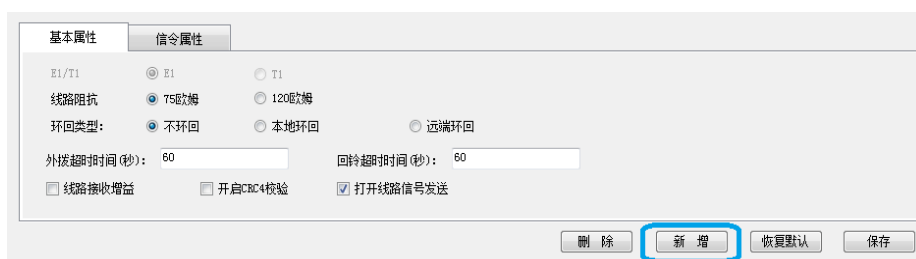 基本属性 信令属性
E1/T1 E1 T1
线路阻抗 75欧姆 120欧姆
环回类型: 不环回 本地环回 远端环回
外拨超时时间(秒): 60 回铃超时时间(秒): 60
线路接收增益 开启CRC4校验 打开线路信号发送
删 除 新 增 恢复默认 保存